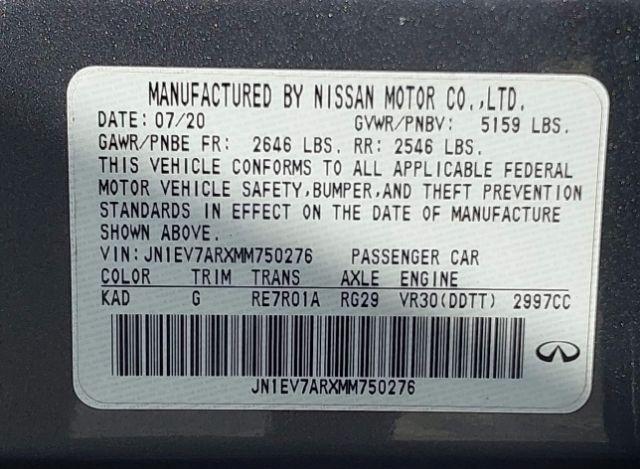 MANUFACTURED BY NISSAN MOTOR CO.,LTD.
DATE: 07/20 GVWR/PNBV: 5159 LBS.
GAWR/PNBE FR: 2646 LBS. RR: 2546 LBS.
THIS VEHICLE CONFORMS TO ALL APPLICABLE FEDERAL
MOTOR VEHICLE SAFETY,BUMPER,AND THEFT PREVENTION
STANDARDS IN EFFECT ON THE DATE OF MANUFACTURE
SHOWN ABOVE.
VIN:JN1EV7ARXMM750276 PASSENGER CAR
COLOR TRIM TRANS AXLE ENGINE
KAD G RE7R01A RG29 VR30(DDTT) 2997CC
JN1EV7ARXMM750276